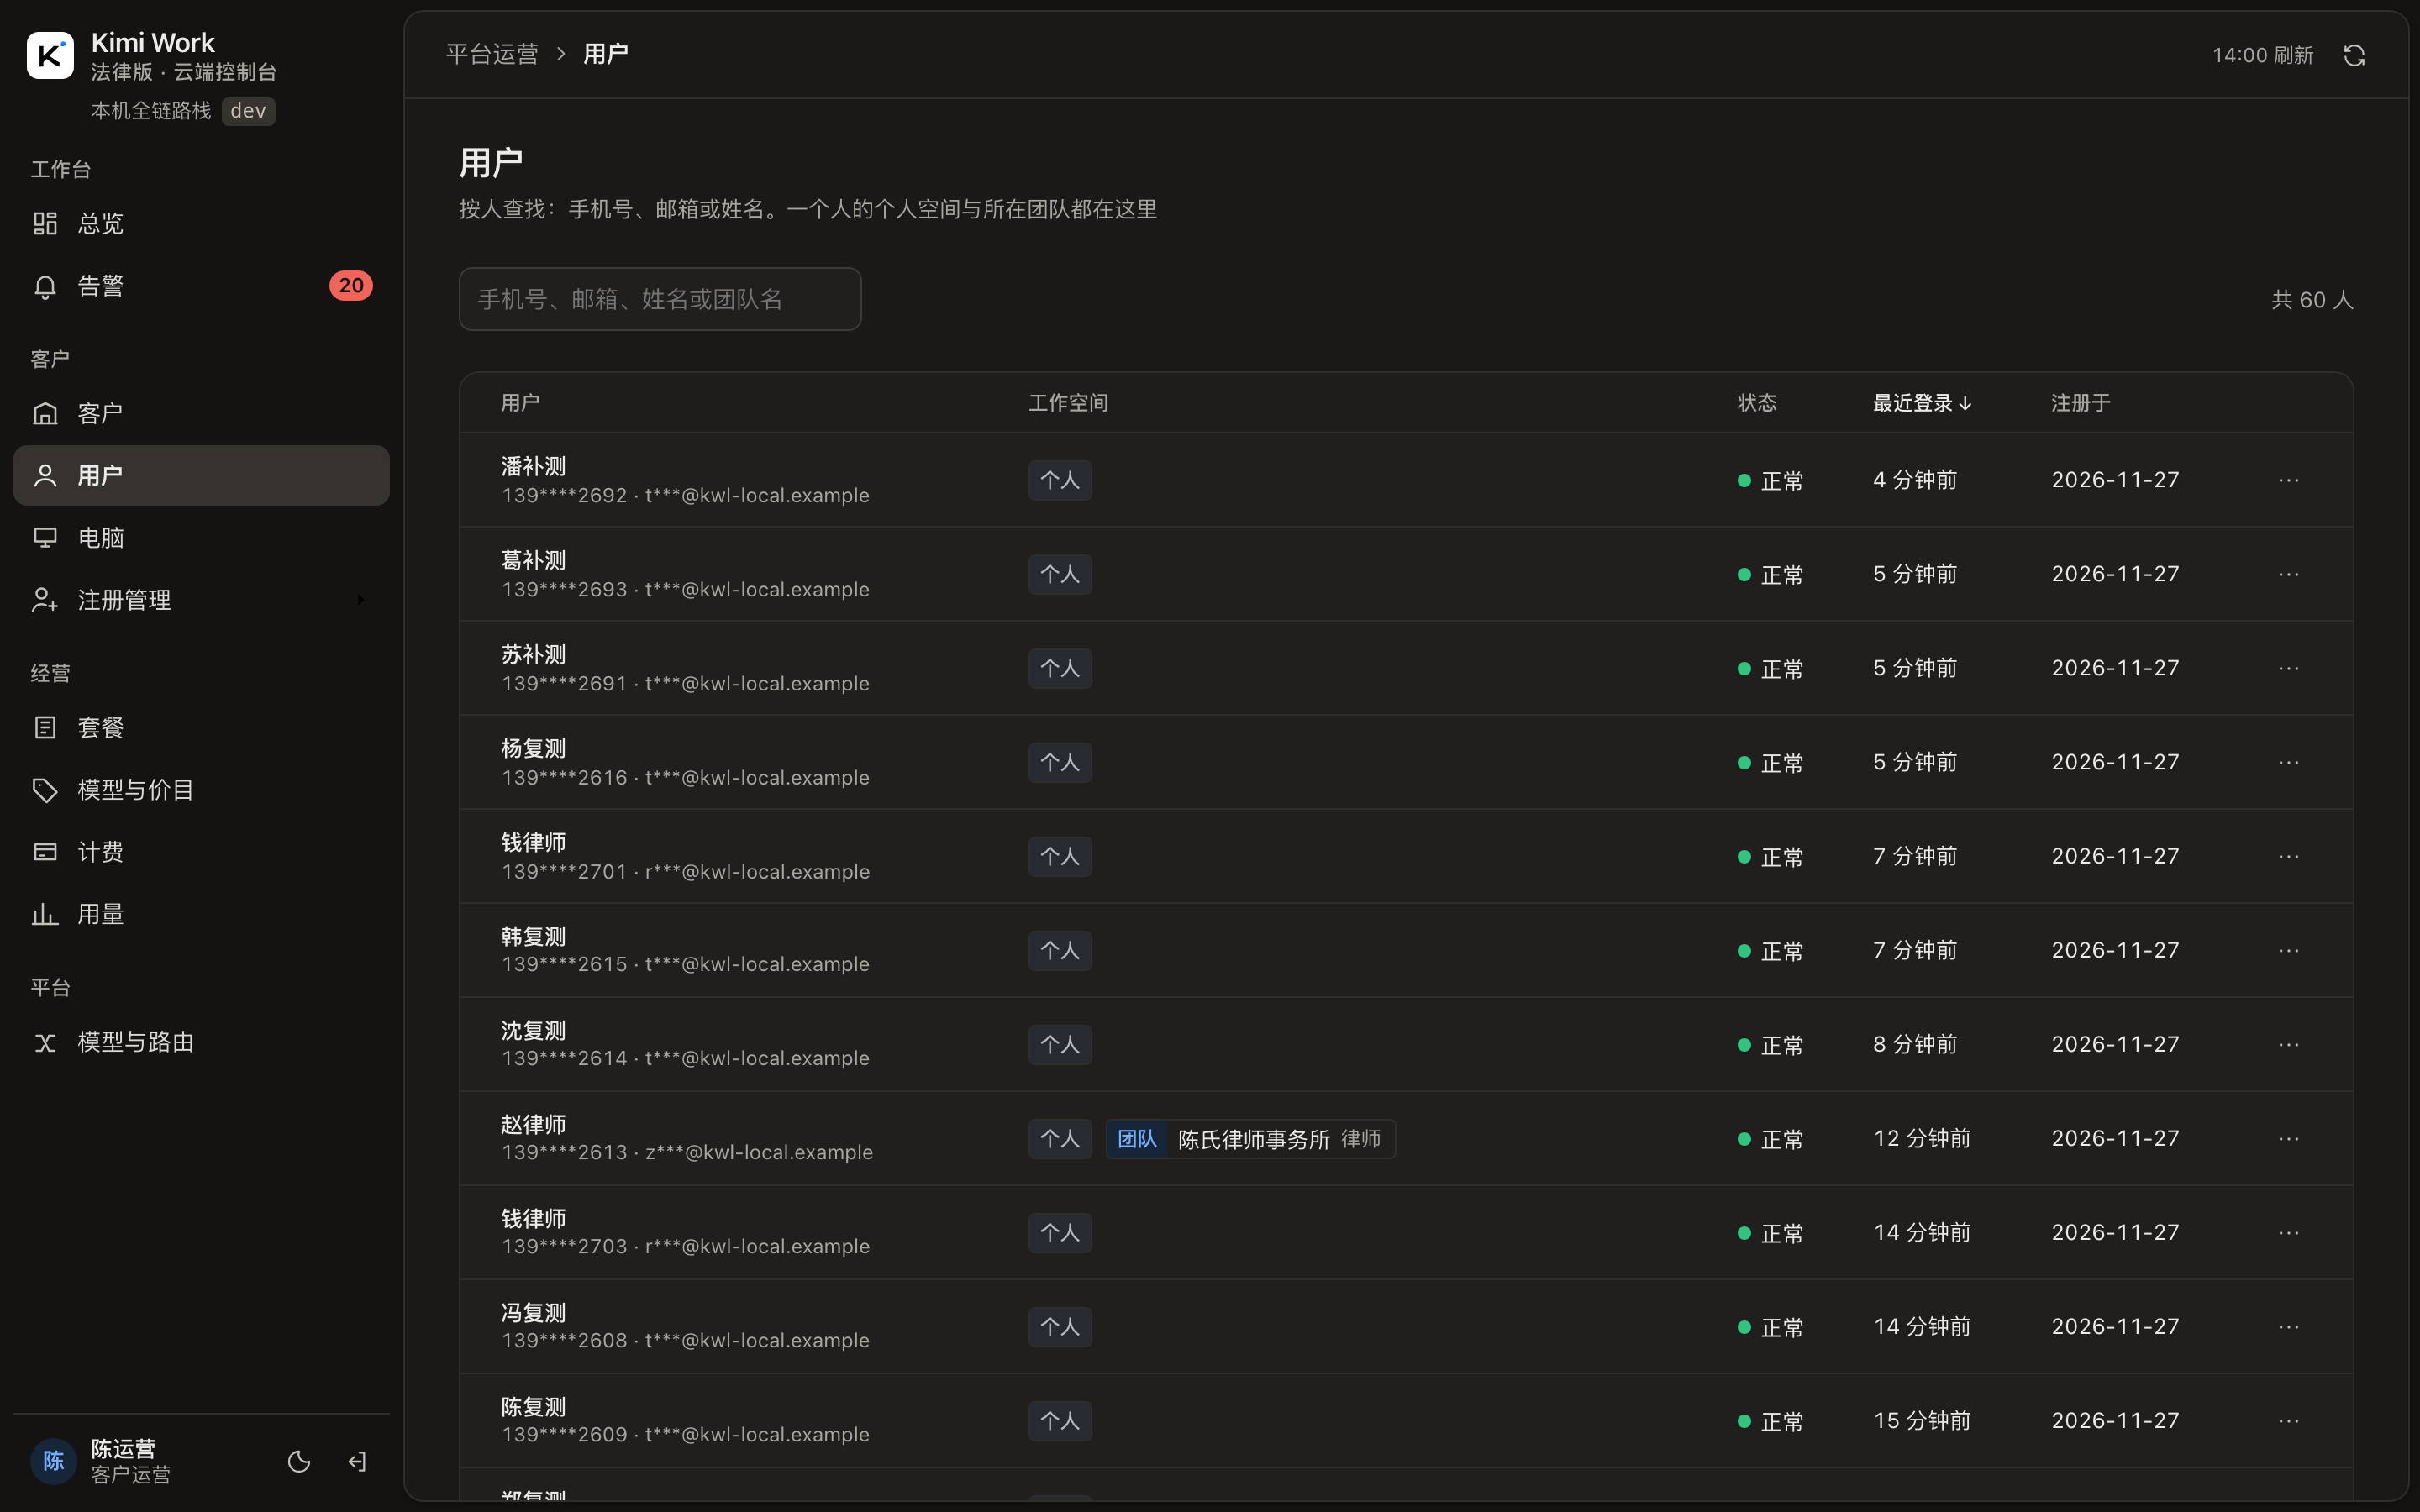 Kimi Work
法律版 · 云端控制台
本机全链路栈 dev
工作台
总览
告警 20
客户
客户
用户
电脑
注册管理
经营
套餐
模型与价目
计费
用量
平台
模型与路由
陈 陈运营
客户运营
平台运营 > 用户 14:00 刷新
用户
按人查找：手机号、邮箱或姓名。一个人的个人空间与所在团队都在这里
手机号、邮箱、姓名或团队名 共 60 人
用户 工作空间 状态 最近登录 ↓ 注册于
潘补测 个人 正常 4 分钟前 2026-11-27 ···
139****2692 · t***@kwl-local.example
葛补测 个人 正常 5 分钟前 2026-11-27 ···
139****2693 · t***@kwl-local.example
苏补测 个人 正常 5 分钟前 2026-11-27 ···
139****2691 · t***@kwl-local.example
杨复测 个人 正常 5 分钟前 2026-11-27 ···
139****2616 · t***@kwl-local.example
钱律师 个人 正常 7 分钟前 2026-11-27 ···
139****2701 · r***@kwl-local.example
韩复测 个人 正常 7 分钟前 2026-11-27 ···
139****2615 · t***@kwl-local.example
沈复测 个人 正常 8 分钟前 2026-11-27 ···
139****2614 · t***@kwl-local.example
赵律师 个人 团队 陈氏律师事务所 律师 正常 12 分钟前 2026-11-27 ···
139****2613 · z***@kwl-local.example
钱律师 个人 正常 14 分钟前 2026-11-27 ···
139****2703 · r***@kwl-local.example
冯复测 个人 正常 14 分钟前 2026-11-27 ···
139****2608 · t***@kwl-local.example
陈复测 个人 正常 15 分钟前 2026-11-27 ···
139****2609 · t***@kwl-local.example